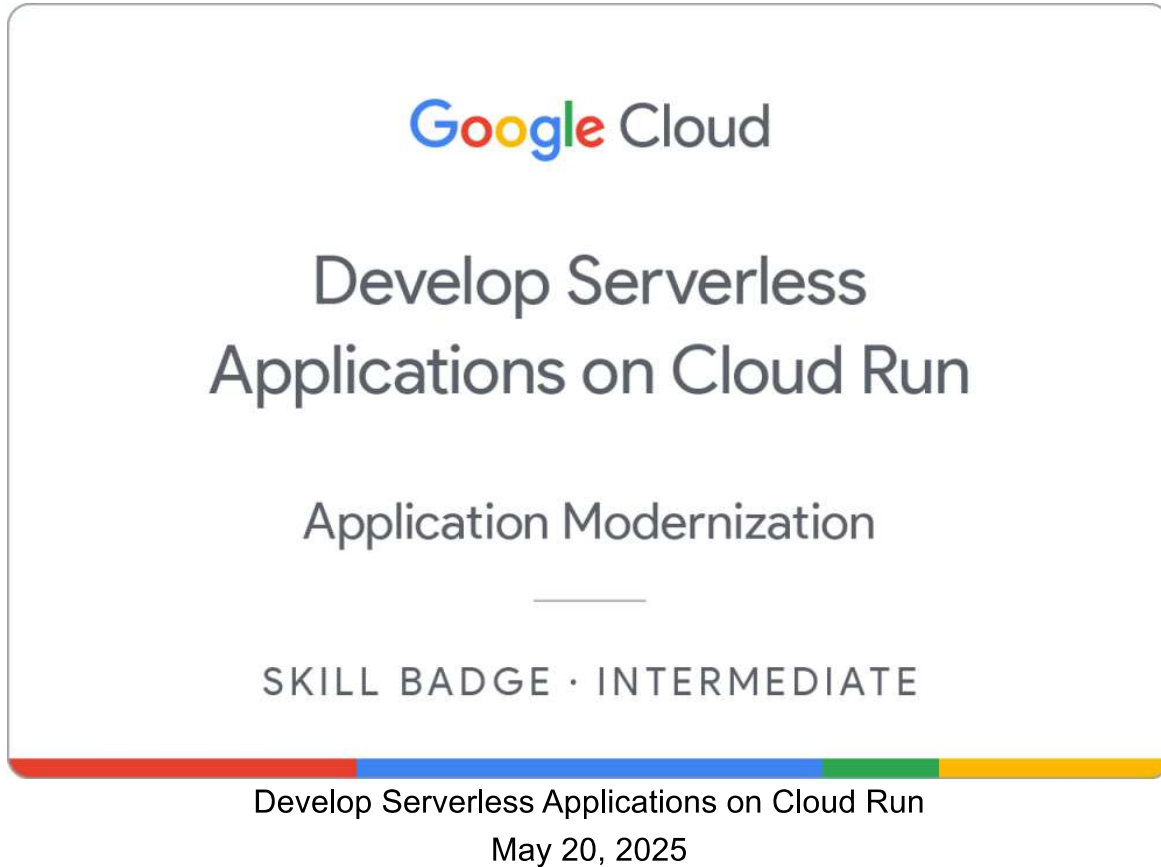 Google Cloud
Develop Serverless
Applications on Cloud Run
Application Modernization
SKILL BADGE · INTERMEDIATE
Develop Serverless Applications on Cloud Run
May 20, 2025